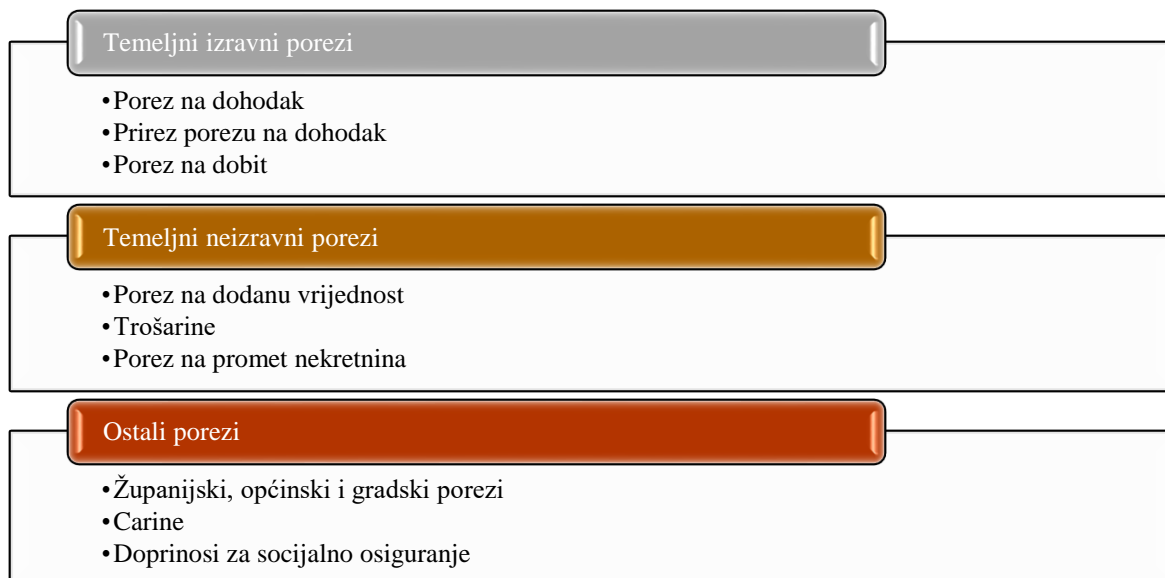 Temeljni izravni porezi
•Porez na dohodak
•Prirez porezu na dohodak
•Porez na dobit
Temeljni neizravni porezi
•Porez na dodanu vrijednost
•Trošarine
•Porez na promet nekretnina
Ostali porezi
•Županijski, općinski i gradski porezi
•Carine
•Doprinosi za socijalno osiguranje